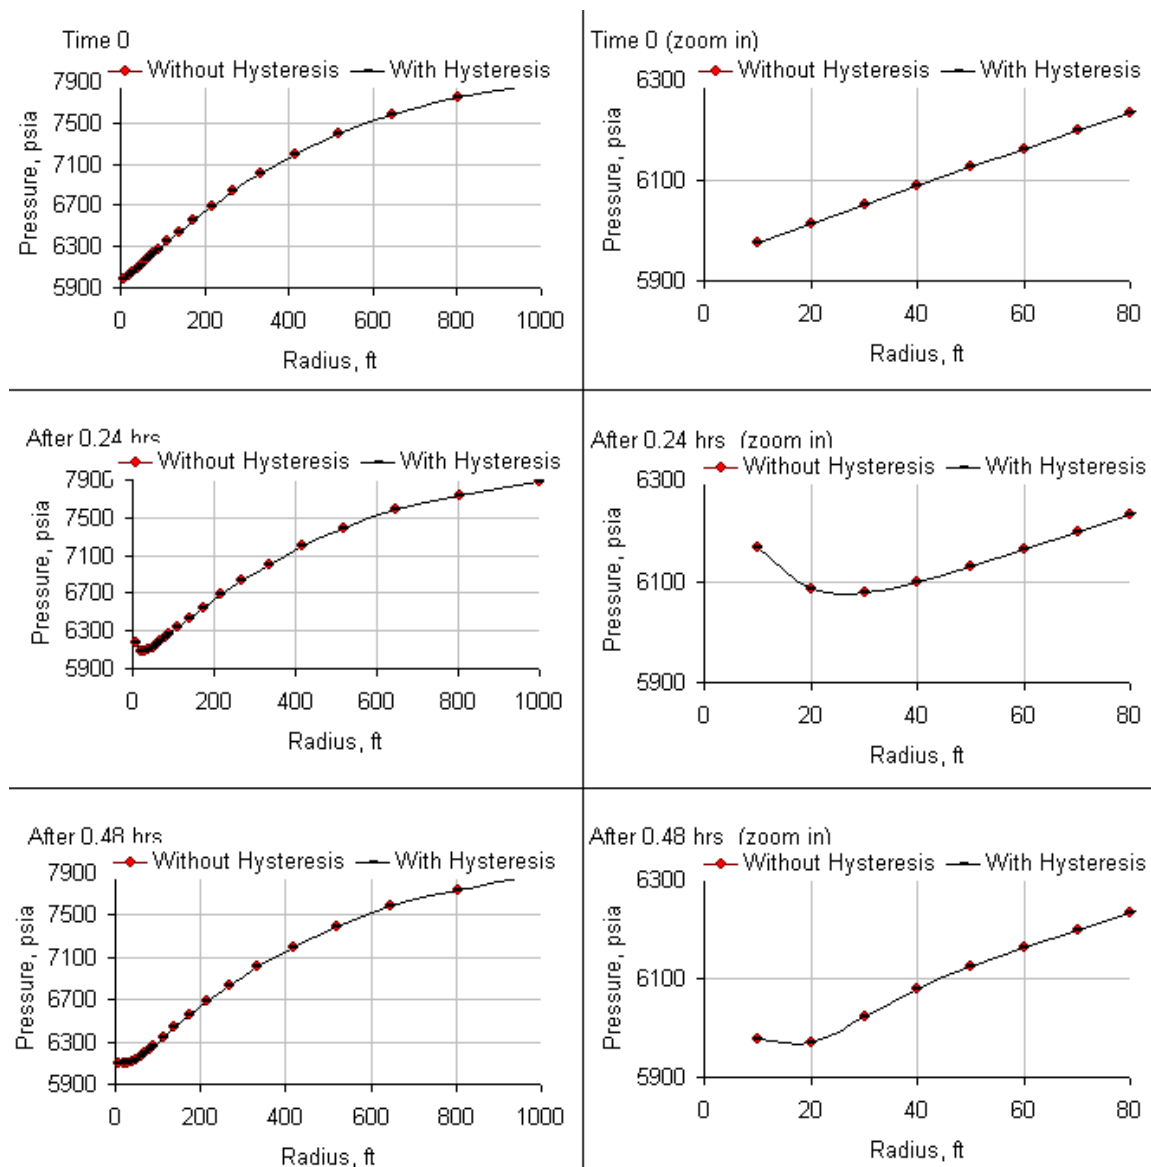 Time 0
Without Hysteresis With Hysteresis
7900
7500
7100
6700
6300
5900
Pressure, psia
0 200 400 600 800 1000
Radius, ft
Time 0 (zoom in)
Without Hysteresis With Hysteresis
6300
6100
5900
Pressure, psia
0 20 40 60 80
Radius, ft
After 0.24 hrs
Without Hysteresis With Hysteresis
7900
7500
7100
6700
6300
5900
Pressure, psia
0 200 400 600 800 1000
Radius, ft
After 0.24 hrs (zoom in)
Without Hysteresis With Hysteresis
6300
6100
5900
Pressure, psia
0 20 40 60 80
Radius, ft
After 0.48 hrs
Without Hysteresis With Hysteresis
7900
7500
7100
6700
6300
5900
Pressure, psia
0 200 400 600 800 1000
Radius, ft
After 0.48 hrs (zoom in)
Without Hysteresis With Hysteresis
6300
6100
5900
Pressure, psia
0 20 40 60 80
Radius, ft